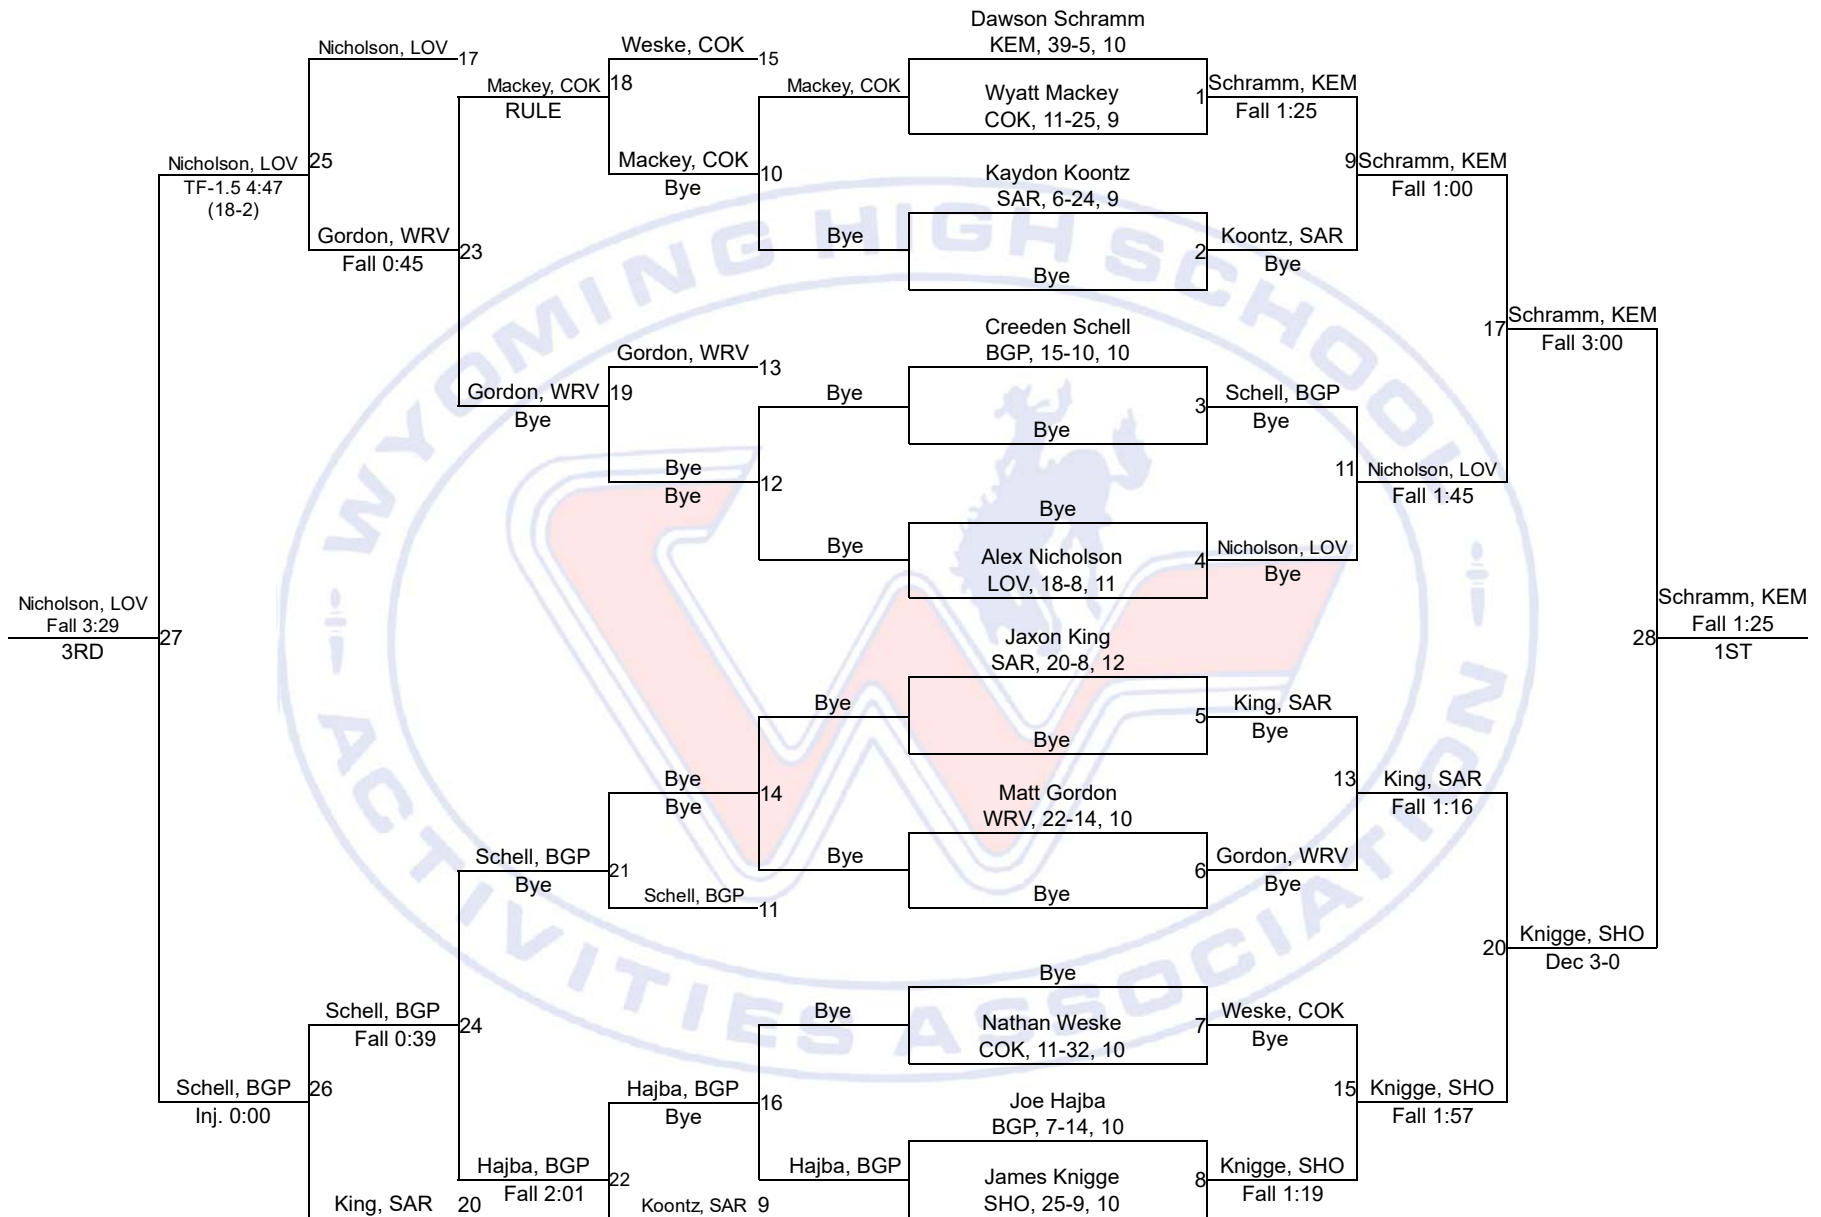 Dawson Schramm
KEM, 39-5, 10
Nicholson, LOV
17
Weske, COK
15
Mackey, COK
18
RULE
Mackey, COK
Wyatt Mackey
COK, 11-25, 9
1
Schramm, KEM
Fall 1:25
Nicholson, LOV
25
TF-1.5 4:47
(18-2)
Mackey, COK
10
Bye
Kaydon Koontz
SAR, 6-24, 9
9
Schramm, KEM
Fall 1:00
Gordon, WRV
23
Fall 0:45
Bye
Bye
2
Koontz, SAR
Bye
Creeden Schell
BGP, 15-10, 10
17
Schramm, KEM
Fall 3:00
Gordon, WRV
13
Gordon, WRV
19
Bye
Bye
Bye
3
Schell, BGP
Bye
Bye
12
Bye
11
Nicholson, LOV
Fall 1:45
Bye
Bye
Alex Nicholson
LOV, 18-8, 11
4
Nicholson, LOV
Bye
Nicholson, LOV
Fall 3:29
27
3RD
Schramm, KEM
Fall 1:25
28
1ST
Jaxon King
SAR, 20-8, 12
Bye
Bye
5
King, SAR
Bye
Bye
14
Bye
Matt Gordon
WRV, 22-14, 10
13
King, SAR
Fall 1:16
Schell, BGP
21
Bye
Schell, BGP
11
Bye
Bye
6
Gordon, WRV
Bye
20
Knigge, SHO
Dec 3-0
Bye
Schell, BGP
24
Fall 0:39
Bye
Nathan Weske
COK, 11-32, 10
7
Weske, COK
Bye
Schell, BGP
26
Inj. 0:00
Hajba, BGP
16
Bye
Joe Hajba
BGP, 7-14, 10
15
Knigge, SHO
Fall 1:57
Hajba, BGP
22
Fall 2:01
Hajba, BGP
James Knigge
SHO, 25-9, 10
8
Knigge, SHO
Fall 1:19
King, SAR
20
Koontz, SAR
9
WYOMING HIGH SCHOOL
ACTIVITIES ASSOCIATION